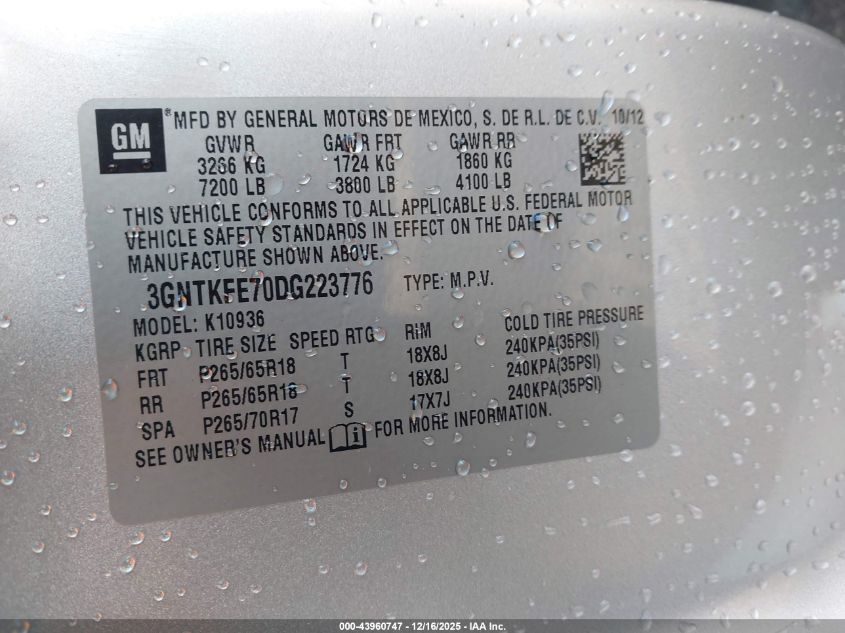 GM ® MFD BY GENERAL MOTORS DE MEXICO, S. DE R.L. DE C.V. 10/12
GVWR GAWR FRT GAWR RR
3266 KG 1724 KG 1860 KG
7200 LB 3800 LB 4100 LB
THIS VEHICLE CONFORMS TO ALL APPLICABLE U.S. FEDERAL MOTOR
VEHICLE SAFETY STANDARDS IN EFFECT ON THE DATE OF
MANUFACTURE SHOWN ABOVE.
3GNTKFE70DG223776 TYPE: M.P.V.
MODEL: K10936
KGRP TIRE SIZE SPEED RTG RIM COLD TIRE PRESSURE
FRT P265/65R18 T 18X8J 240KPA(35PSI)
RR P265/65R18 T 18X8J 240KPA(35PSI)
SPA P265/70R17 S 17X7J 240KPA(35PSI)
SEE OWNER'S MANUAL i FOR MORE INFORMATION.
000-43960747 - 12/16/2025 - IAA Inc.